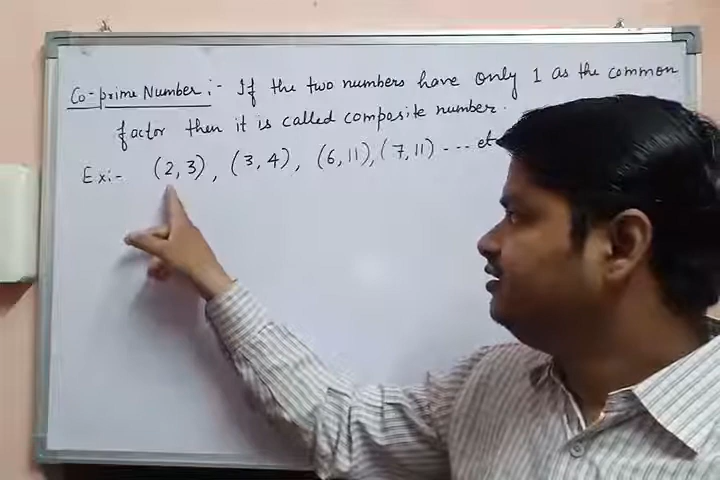 Co-prime Number :- If the two numbers have only 1 as the common
factor then it is called composite number.
Ex:- (2,3), (3,4), (6,11), (7,11) --- et